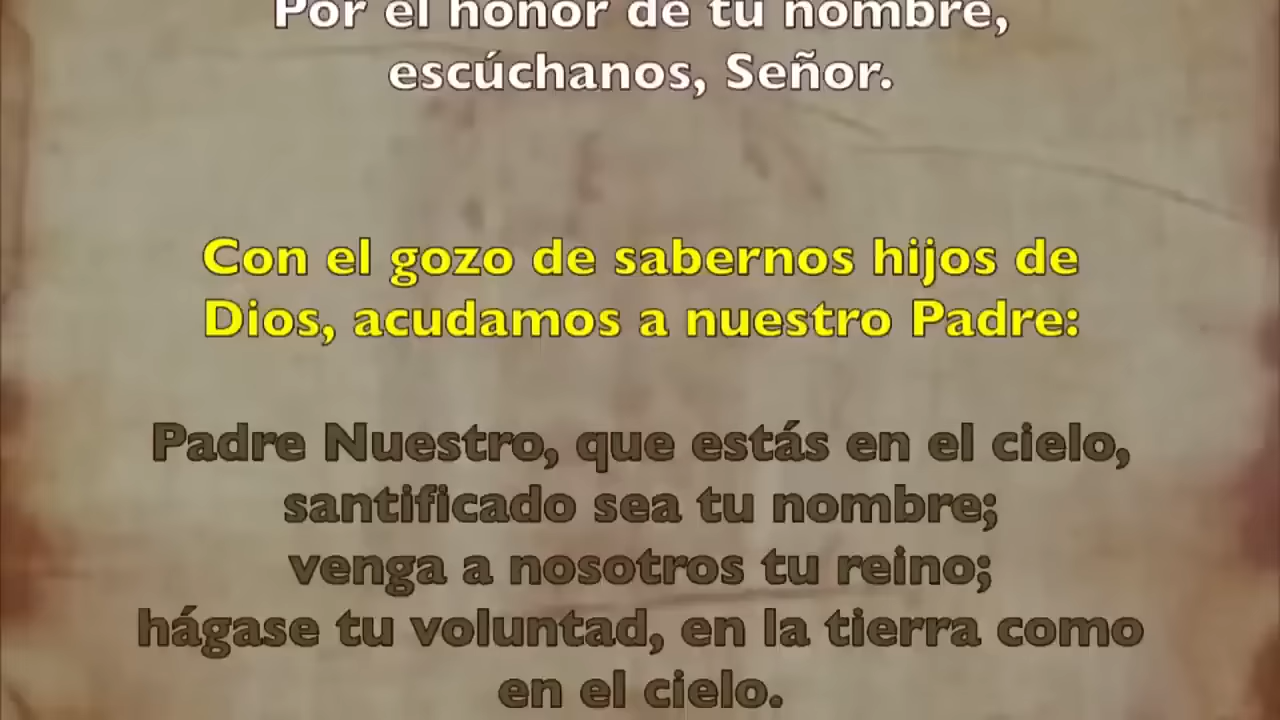 Por el honor de tu nombre,
escúchanos, Señor.
Con el gozo de sabernos hijos de
Dios, acudamos a nuestro Padre:
Padre Nuestro, que estás en el cielo,
santificado sea tu nombre;
venga a nosotros tu reino;
hágase tu voluntad, en la tierra como
en el cielo.